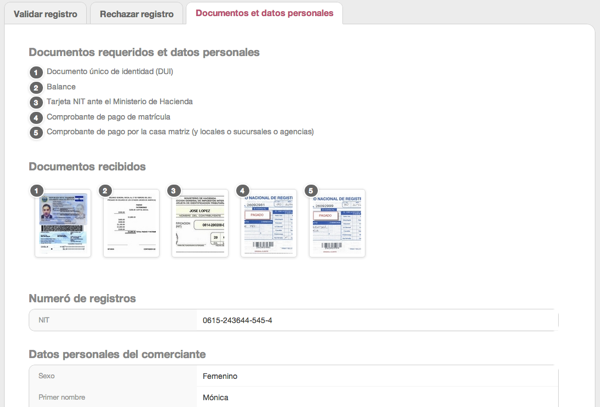 Validar registro
Rechazar registro
Documentos et datos personales
Documentos requeridos et datos personales
1 Documento único de identidad (DUI)
2 Balance
3 Tarjeta NIT ante el Ministerio de Hacienda
4 Comprobante de pago de matrícula
5 Comprobante de pago por la casa matriz (y locales o sucursales o agencias)
Documentos recibidos
1
2
3
4
5
JOSE LOPEZ
O NACIONAL DE REGIST
O NACIONAL DE REGIST
Numeró de registros
NIT
0615-243644-545-4
Datos personales del comerciante
Sexo
Femenino
Primer nombre
Mónica